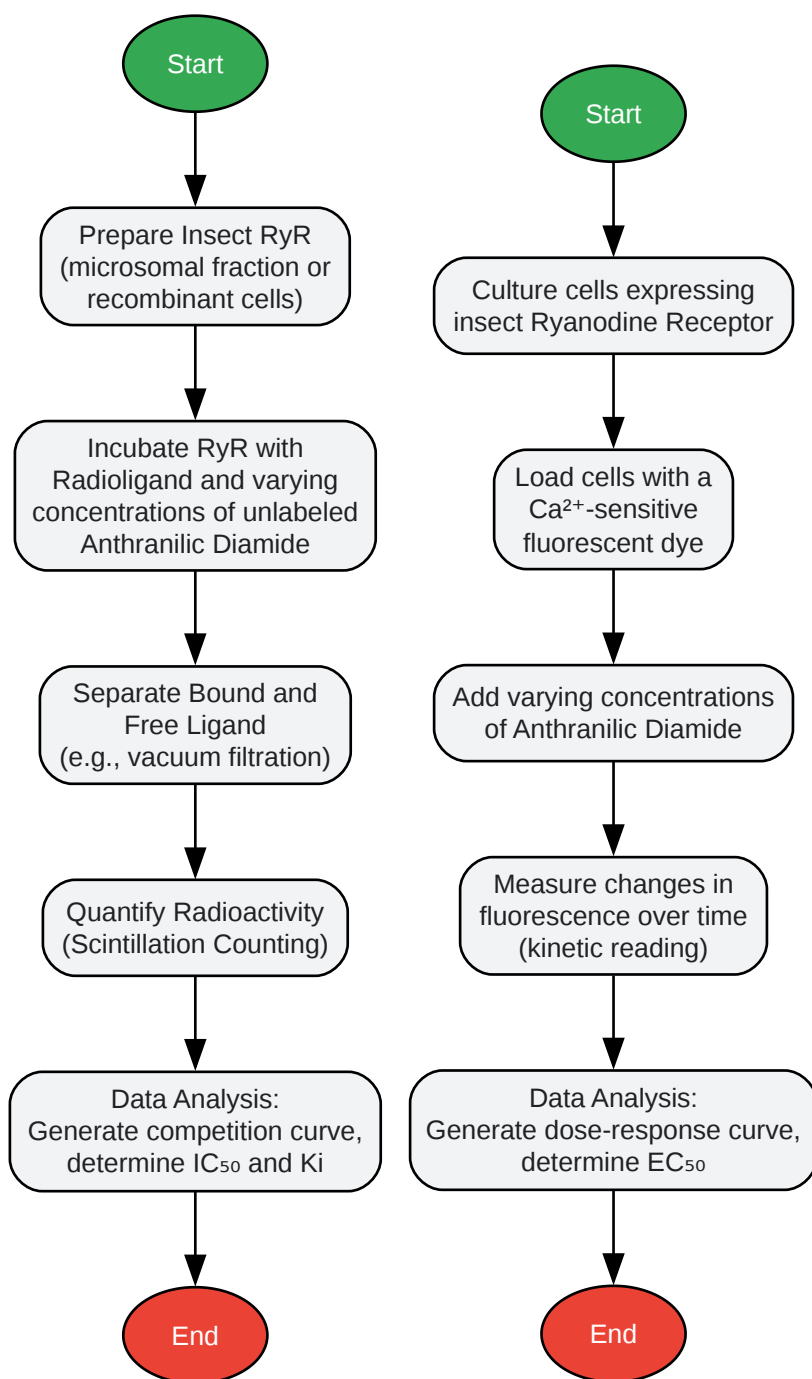 Start
Prepare Insect RyR
(microsomal fraction or
recombinant cells)
Incubate RyR with
Radioligand and varying
concentrations of unlabeled
Anthranilic Diamide
Separate Bound and
Free Ligand
(e.g., vacuum filtration)
Quantify Radioactivity
(Scintillation Counting)
Data Analysis:
Generate competition curve,
determine IC₅₀ and Ki
End
Start
Culture cells expressing
insect Ryanodine Receptor
Load cells with a
Ca²⁺-sensitive
fluorescent dye
Add varying concentrations
of Anthranilic Diamide
Measure changes in
fluorescence over time
(kinetic reading)
Data Analysis:
Generate dose-response curve,
determine EC₅₀
End